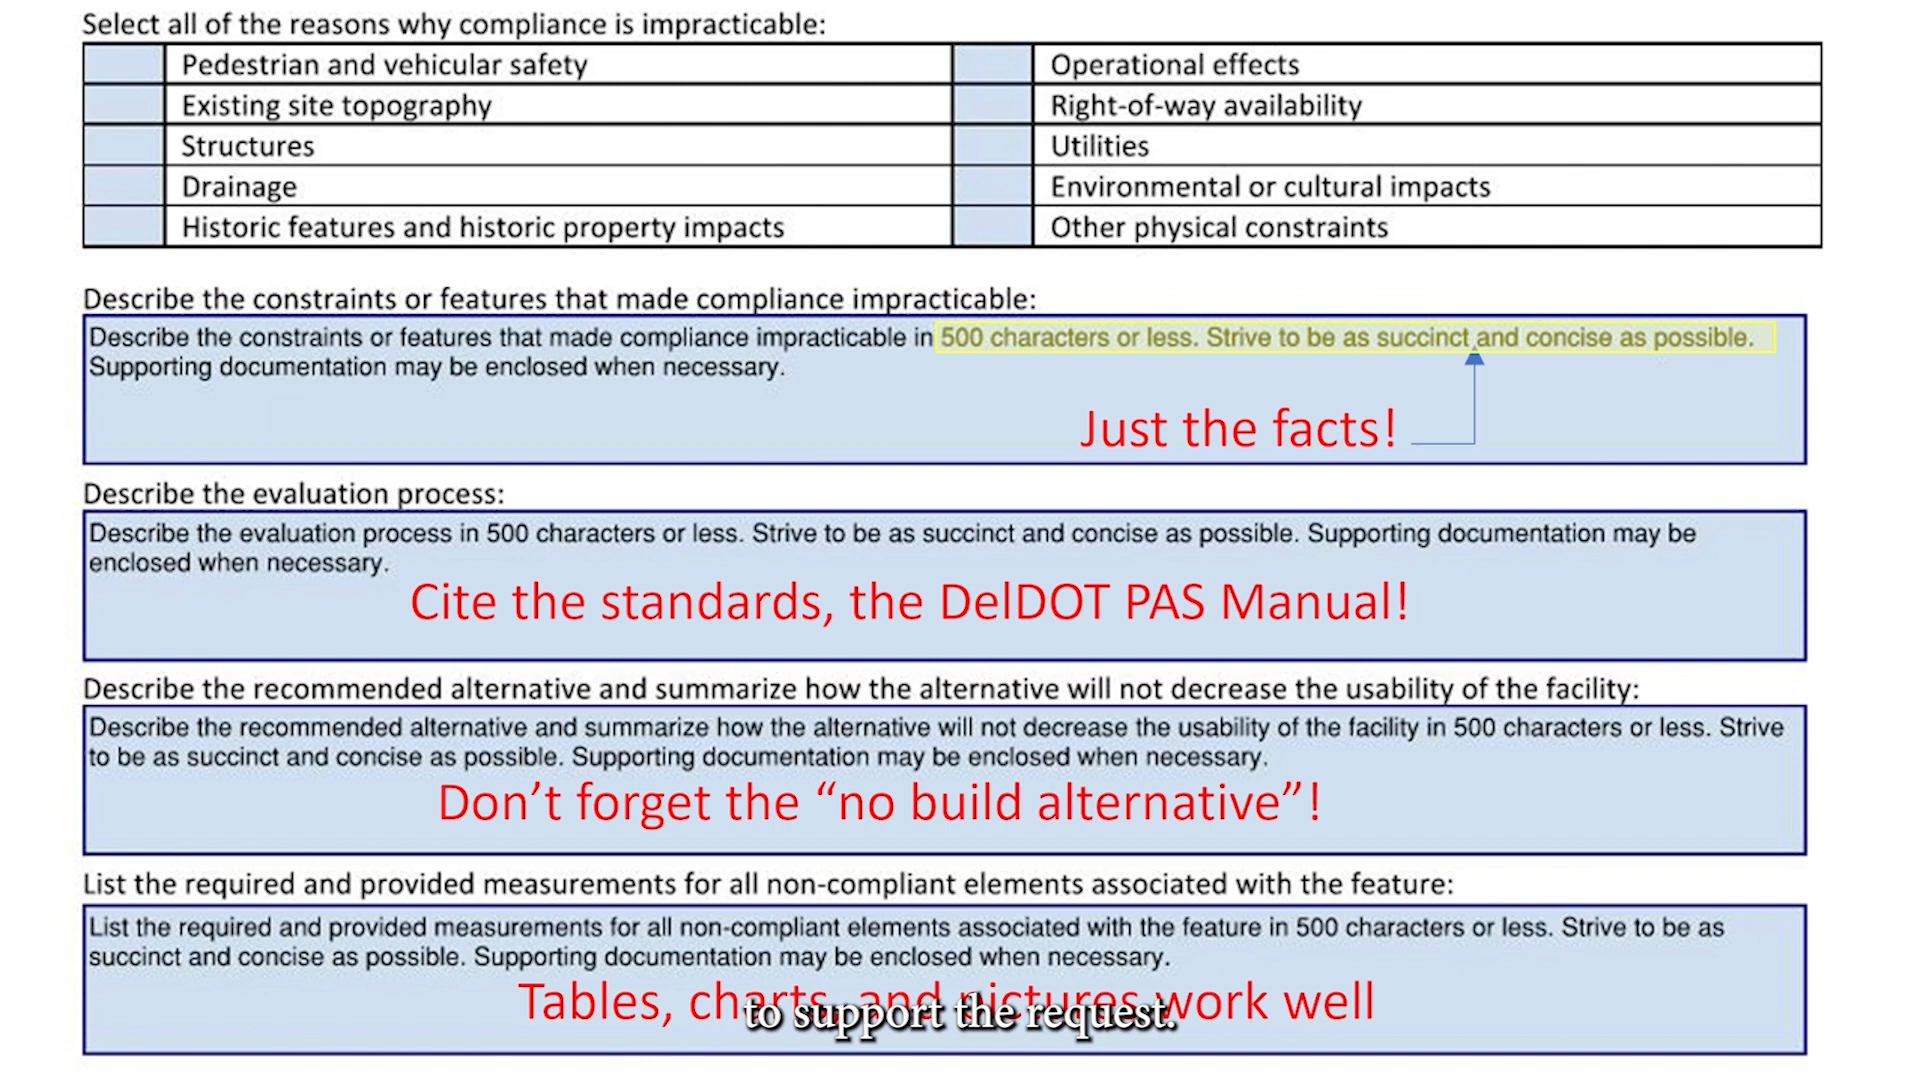 Select all of the reasons why compliance is impracticable:
Pedestrian and vehicular safety
Operational effects
Existing site topography
Right-of-way availability
Structures
Utilities
Drainage
Environmental or cultural impacts
Historic features and historic property impacts
Other physical constraints
Describe the constraints or features that made compliance impracticable:
Describe the constraints or features that made compliance impracticable in 500 characters or less. Strive to be as succinct and concise as possible.
Supporting documentation may be enclosed when necessary.
Just the facts!
Describe the evaluation process:
Describe the evaluation process in 500 characters or less. Strive to be as succinct and concise as possible. Supporting documentation may be
enclosed when necessary.
Cite the standards, the DelDOT PAS Manual!
Describe the recommended alternative and summarize how the alternative will not decrease the usability of the facility:
Describe the recommended alternative and summarize how the alternative will not decrease the usability of the facility in 500 characters or less. Strive
to be as succinct and concise as possible. Supporting documentation may be enclosed when necessary.
Don’t forget the “no build alternative”!
List the required and provided measurements for all non-compliant elements associated with the feature:
List the required and provided measurements for all non-compliant elements associated with the feature in 500 characters or less. Strive to be as
succinct and concise as possible. Supporting documentation may be enclosed when necessary.
Tables, charts, and pictures work well
to support the request.